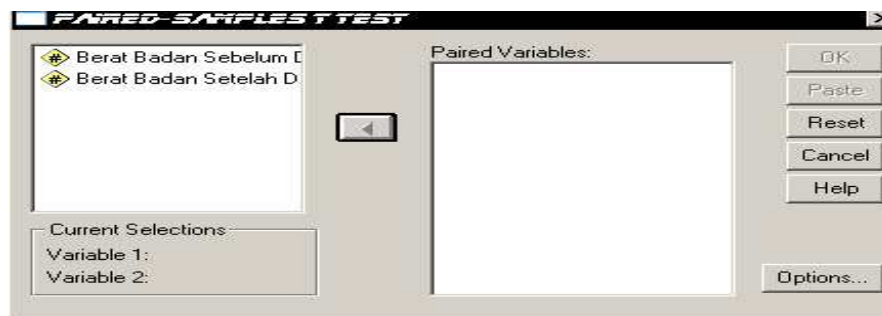 PAIRED-SAMPLES T TEST
Berat Badan Sebelum D
Berat Badan Setelah D
Current Selections
Variable 1:
Variable 2:
Paired Variables:
OK
Paste
Reset
Cancel
Help
Options...